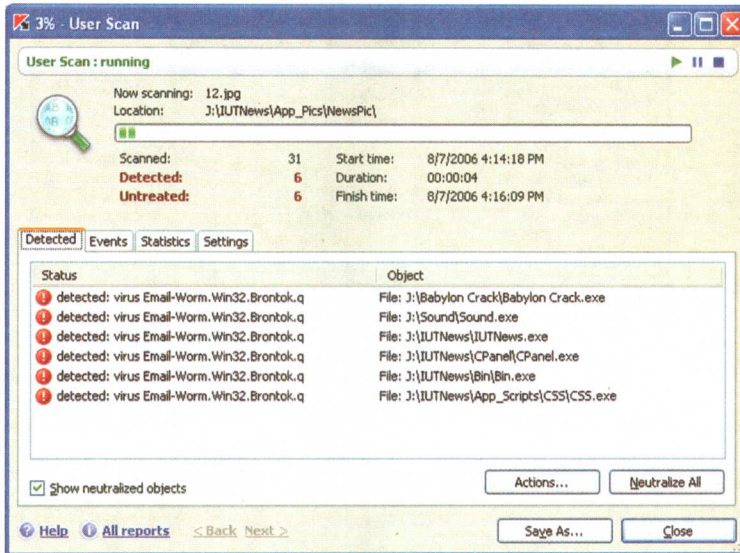 3% - User Scan
User Scan : running
Now scanning: 12.jpg
Location: J:\IUTNews\App_Pics\NewsPic\
Scanned: 31 Start time: 8/7/2006 4:14:18 PM
Detected: 6 Duration: 00:00:04
Untreated: 6 Finish time: 8/7/2006 4:16:09 PM
Detected Events Statistics Settings
Status Object
detected: virus Email-Worm.Win32.Brontok.q File: J:\Babylon Crack\Babylon Crack.exe
detected: virus Email-Worm.Win32.Brontok.q File: J:\Sound\Sound.exe
detected: virus Email-Worm.Win32.Brontok.q File: J:\IUTNews\IUTNews.exe
detected: virus Email-Worm.Win32.Brontok.q File: J:\IUTNews\CPanel\CPanel.exe
detected: virus Email-Worm.Win32.Brontok.q File: J:\IUTNews\Bin\Bin.exe
detected: virus Email-Worm.Win32.Brontok.q File: J:\IUTNews\App_Scripts\CSS\CSS.exe
Show neutralized objects Actions... Neutralize All
Help All reports < Back Next > Save As... Close